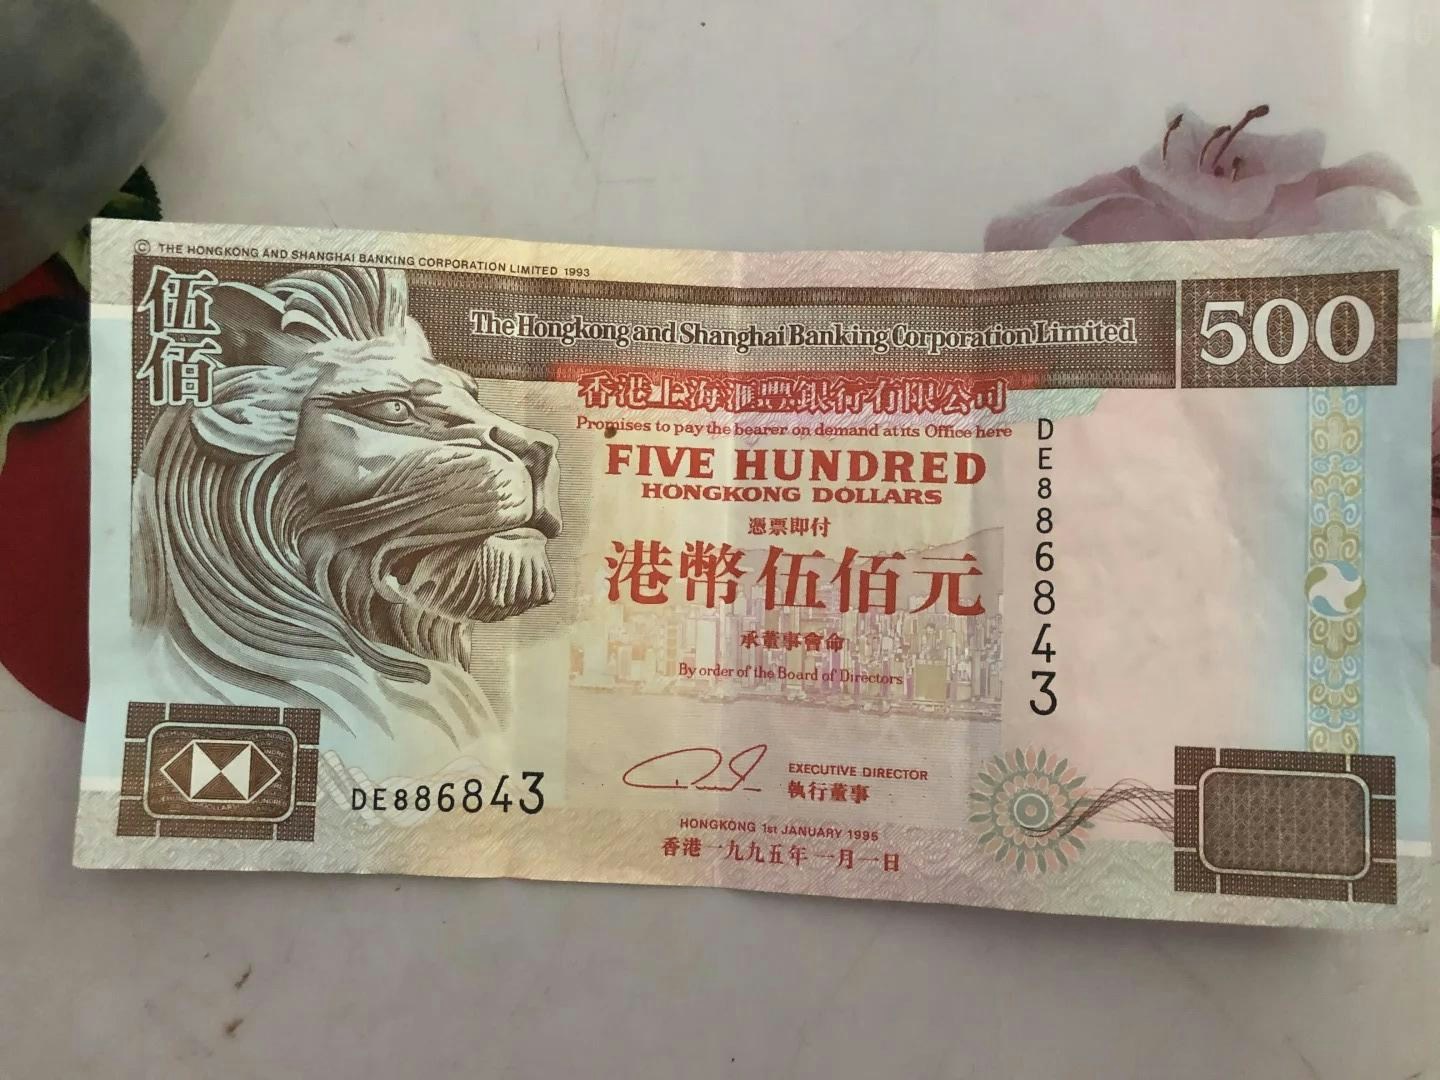 © THE HONGKONG AND SHANGHAI BANKING CORPORATION LIMITED 1993
伍佰
The Hongkong and Shanghai Banking Corporation Limited
500
香港上海滙豐銀行有限公司
Promises to pay the bearer on demand at its Office here
FIVE HUNDRED
HONGKONG DOLLARS
憑票即付
港幣伍佰元
承董事會命
By order of the Board of Directors
DE886843
DE886843
EXECUTIVE DIRECTOR
執行董事
HONGKONG 1st JANUARY 1995
香港一九九五年一月一日